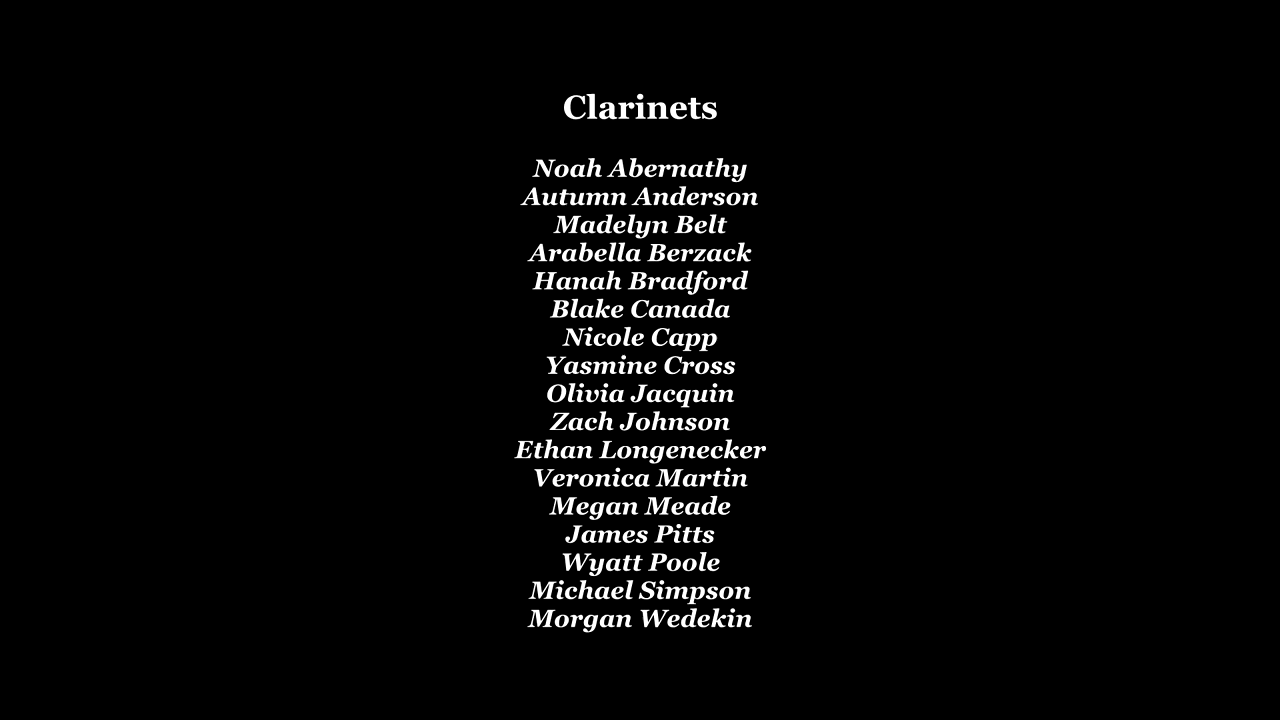 Clarinets
Noah Abernathy
Autumn Anderson
Madelyn Belt
Arabella Berzack
Hanah Bradford
Blake Canada
Nicole Capp
Yasmine Cross
Olivia Jacquin
Zach Johnson
Ethan Longenecker
Veronica Martin
Megan Meade
James Pitts
Wyatt Poole
Michael Simpson
Morgan Wedekin